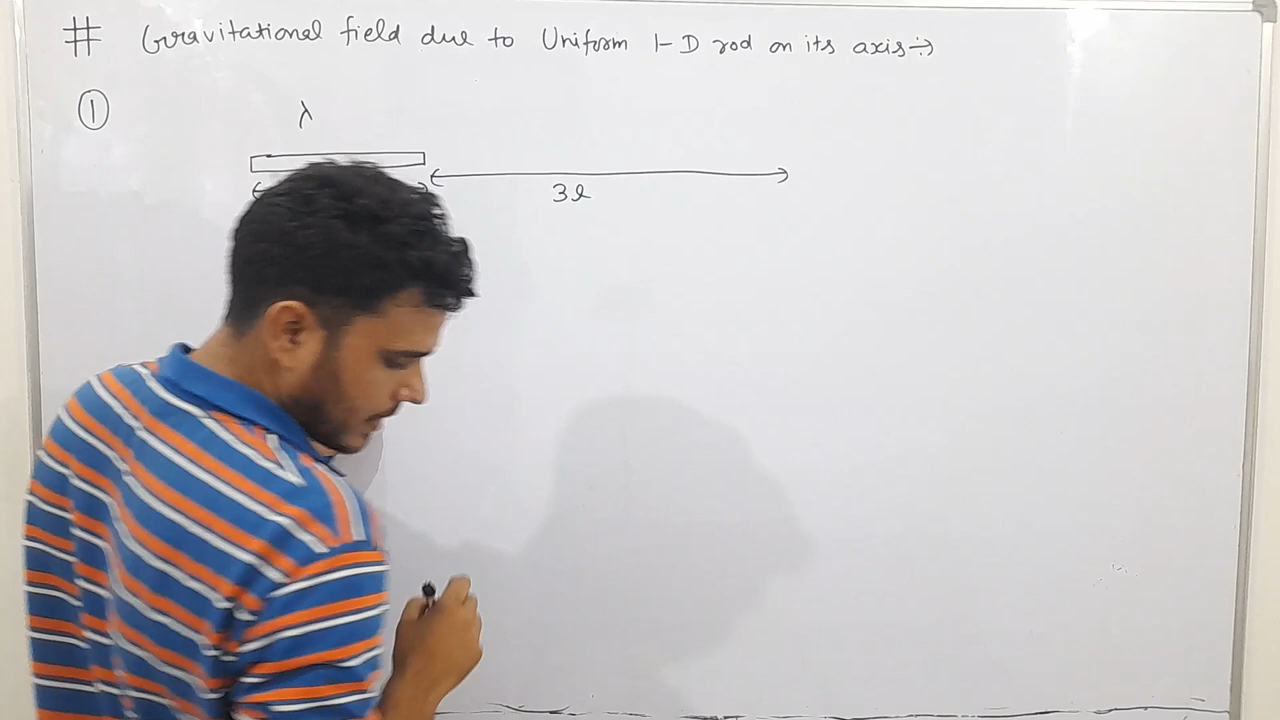 # Gravitational field due to Uniform 1-D rod on its axis :→
① λ
3l